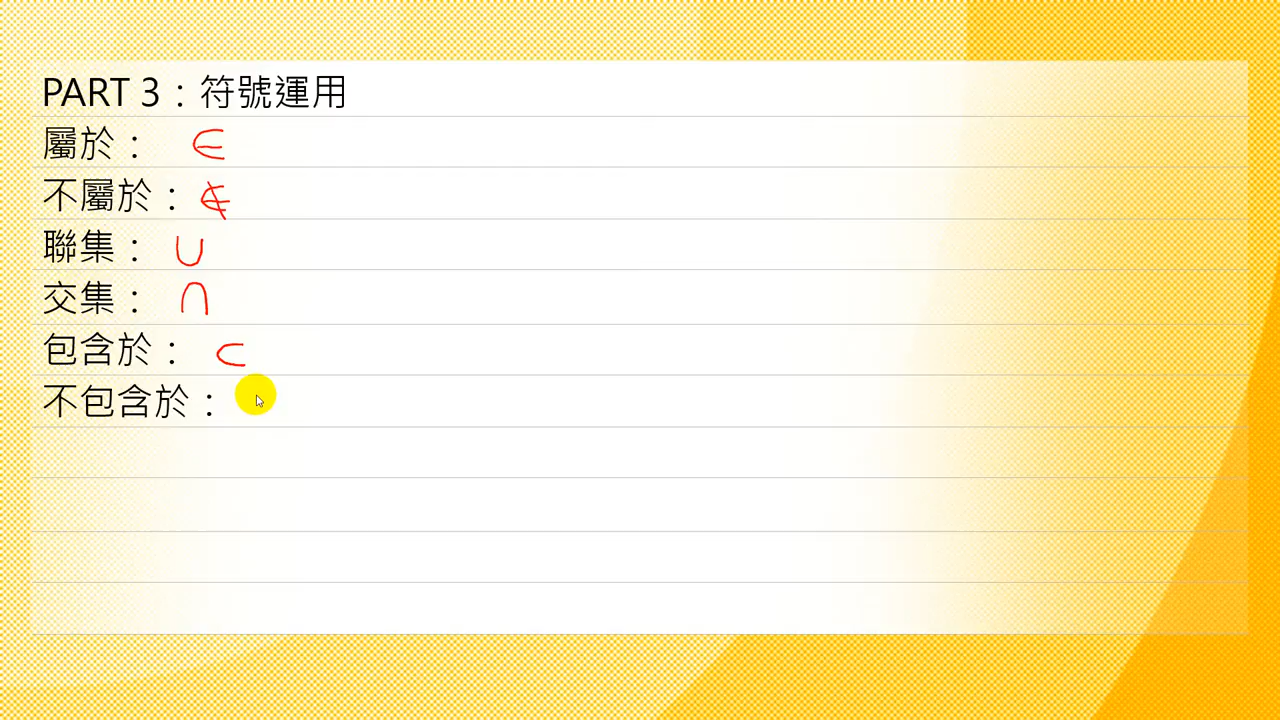 PART 3：符號運用
屬於： ∈
不屬於：∉
聯集： ∪
交集： ∩
包含於： ⊂
不包含於：